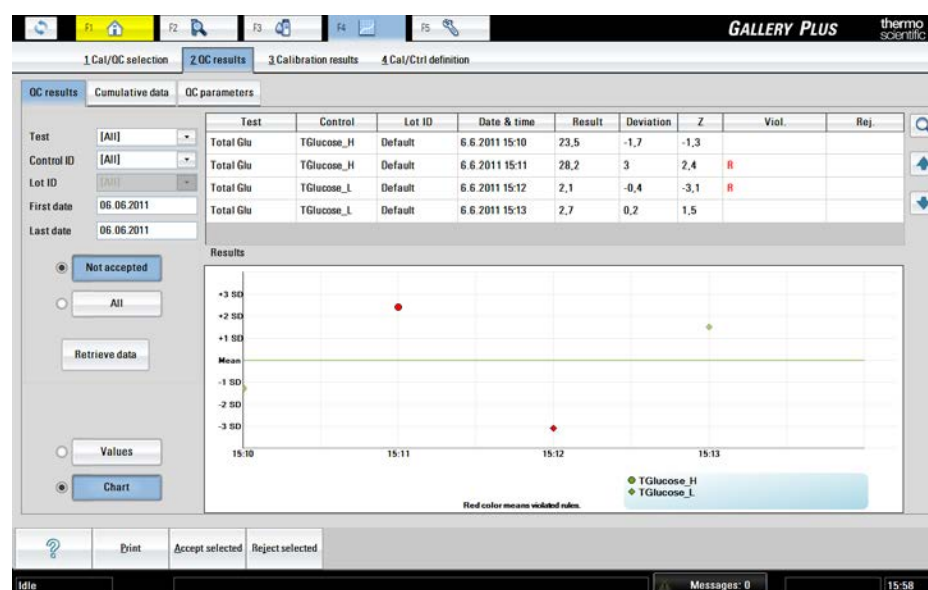 F1 F2 F3 F4 F5 GALLERY PLUS thermo scientific
1 Cal/QC selection 2 QC results 3 Calibration results 4 Cal/Ctrl definition
QC results Cumulative data QC parameters
Test [All]
Control ID [All]
Lot ID [All]
First date 06.06.2011
Last date 06.06.2011
Not accepted
All
Retrieve data
Values
Chart
Test Control Lot ID Date & time Result Deviation Z Viol. Rej.
Total Glu TGlucose_H Default 6.6.2011 15:10 23,5 -1,7 -1,3
Total Glu TGlucose_H Default 6.6.2011 15:11 28,2 3 2,4 R
Total Glu TGlucose_L Default 6.6.2011 15:12 2,1 -0,4 -3,1 R
Total Glu TGlucose_L Default 6.6.2011 15:13 2,7 0,2 1,5
Results
+3 SD
+2 SD
+1 SD
Mean
-1 SD
-2 SD
-3 SD
15:10 15:11 15:12 15:13
TGlucose_H
TGlucose_L
Red color means violated rules.
? Print Accept selected Reject selected
Idle Messages: 0 15:58